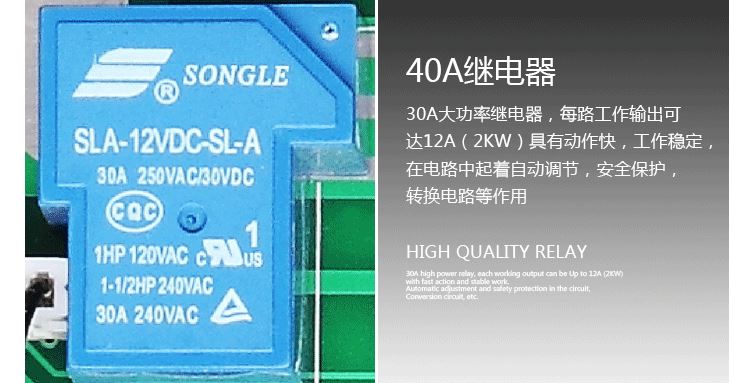 SONGLE
®
SLA-12VDC-SL-A
30A 250VAC/30VDC
CQC
1HP 120VAC c UR US 1
1-1/2HP 240VAC
30A 240VAC
40A继电器
30A大功率继电器，每路工作输出可
达12A（2KW）具有动作快，工作稳定，
在电路中起着自动调节，安全保护，
转换电路等作用
HIGH QUALITY RELAY
30A high power relay, each working output can be Up to 12A (2KW)
with fast action and stable work.
Automatic adjustment and safety protection in the circuit,
Conversion circuit, etc.